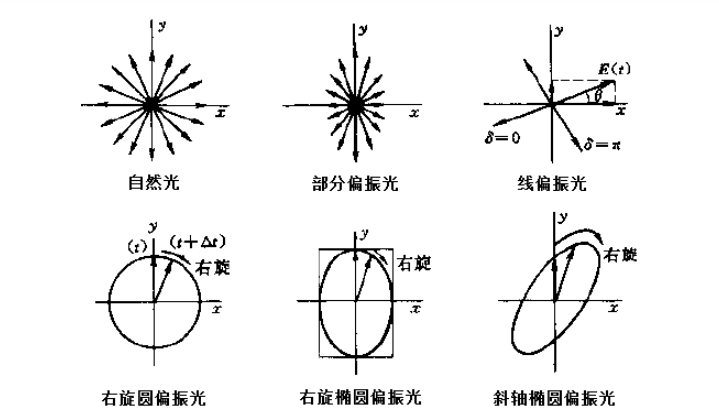 y
x
自然光
y
x
部分偏振光
y
E(t)
θ
x
δ=0
δ=π
线偏振光
y
(t)
(t+Δt)
右旋
x
右旋圆偏振光
y
右旋
x
右旋椭圆偏振光
y
右旋
x
斜轴椭圆偏振光